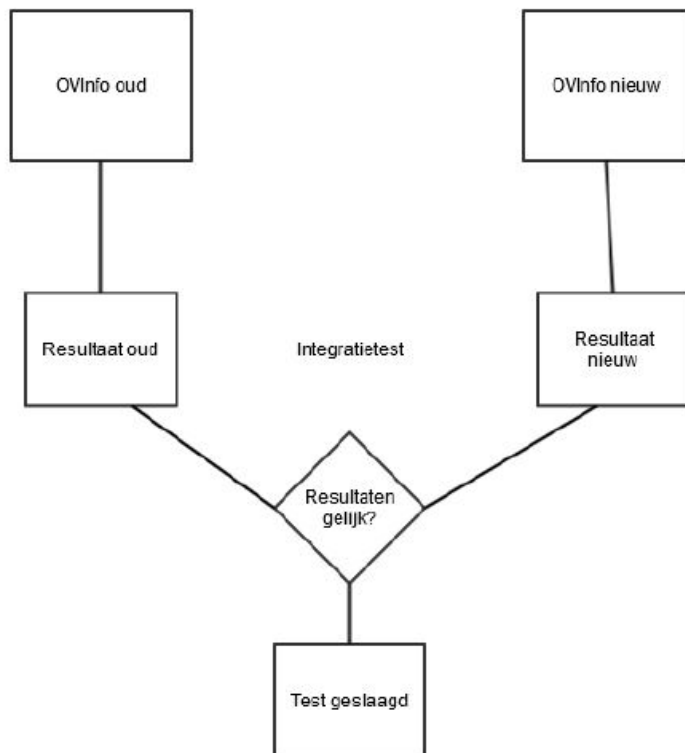 OVInfo oud
OVInfo nieuw
Resultaat oud
Integratietest
Resultaat
nieuw
Resultaten
gelijk?
Test geslaagd